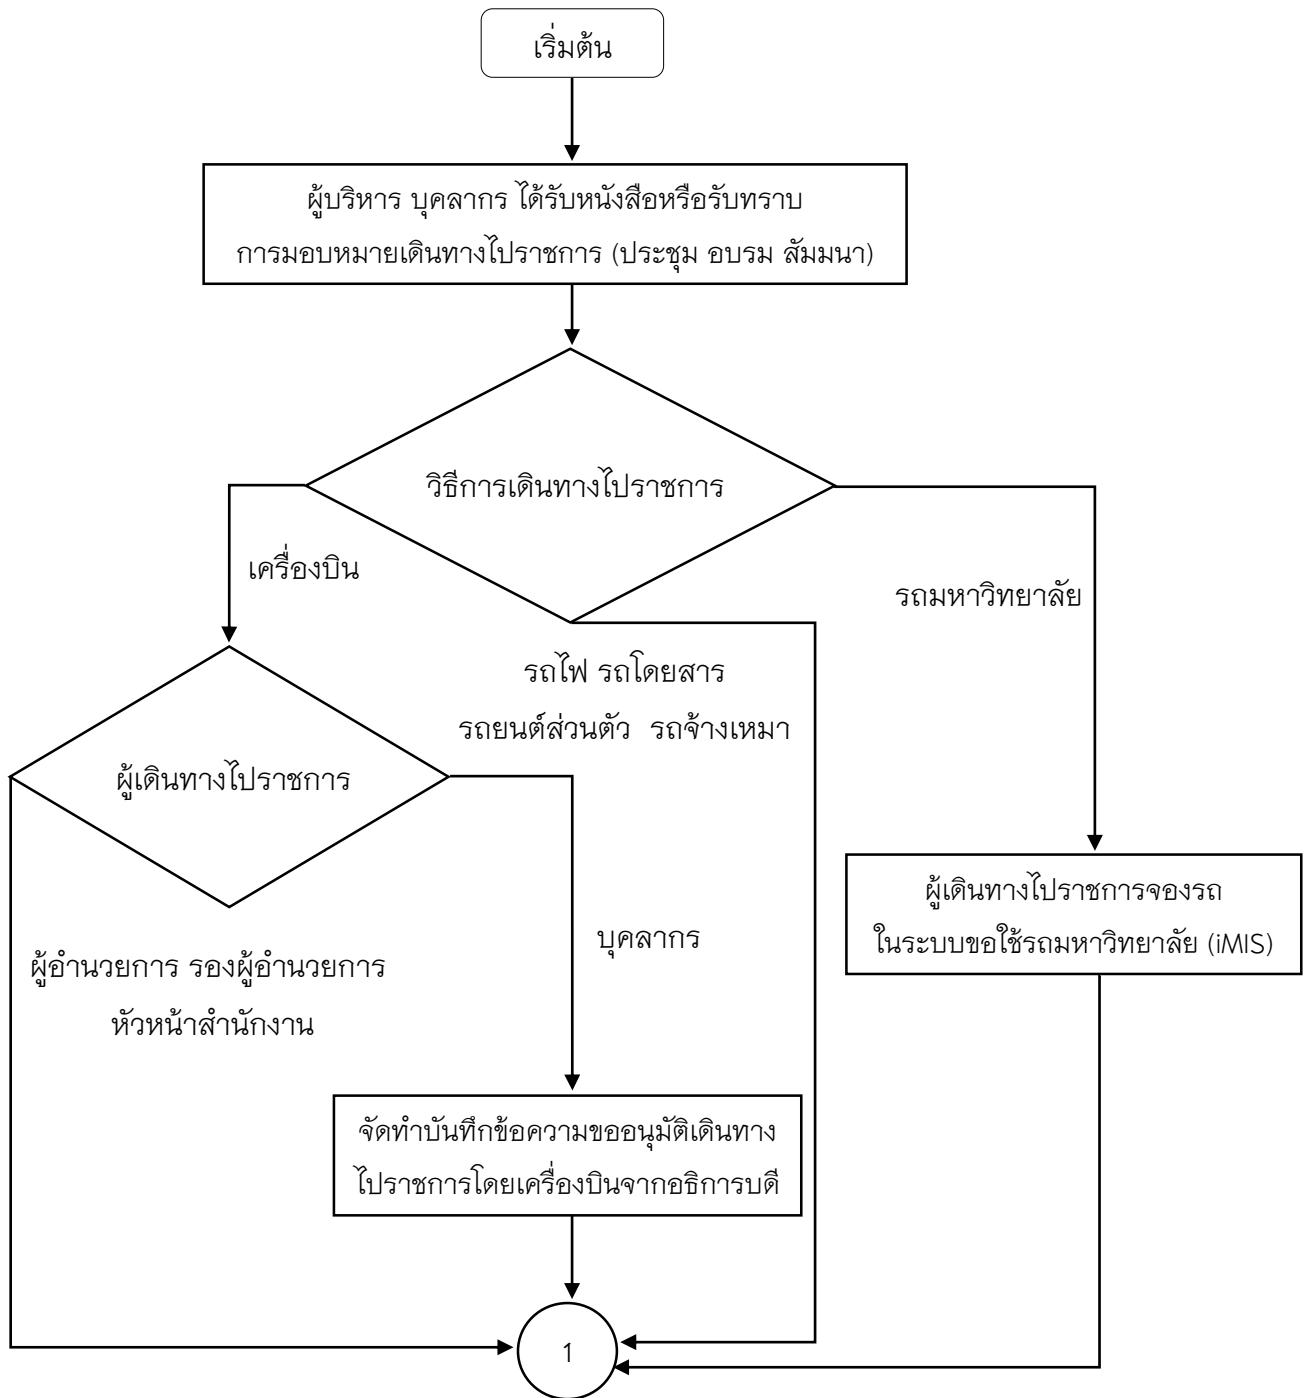 เริ่มต้น
ผู้บริหาร บุคลากร ได้รับหนังสือหรือรับทราบ
การมอบหมายเดินทางไปราชการ (ประชุม อบรม สัมมนา)
วิธีการเดินทางไปราชการ
เครื่องบิน
รถมหาวิทยาลัย
รถไฟ รถโดยสาร
รถยนต์ส่วนตัว รถจ้างเหมา
ผู้เดินทางไปราชการ
ผู้เดินทางไปราชการจองรถ
ในระบบขอใช้รถมหาวิทยาลัย (iMIS)
บุคลากร
ผู้อำนวยการ รองผู้อำนวยการ
หัวหน้าสำนักงาน
จัดทำบันทึกข้อความขออนุมัติเดินทาง
ไปราชการโดยเครื่องบินจากอธิการบดี
1